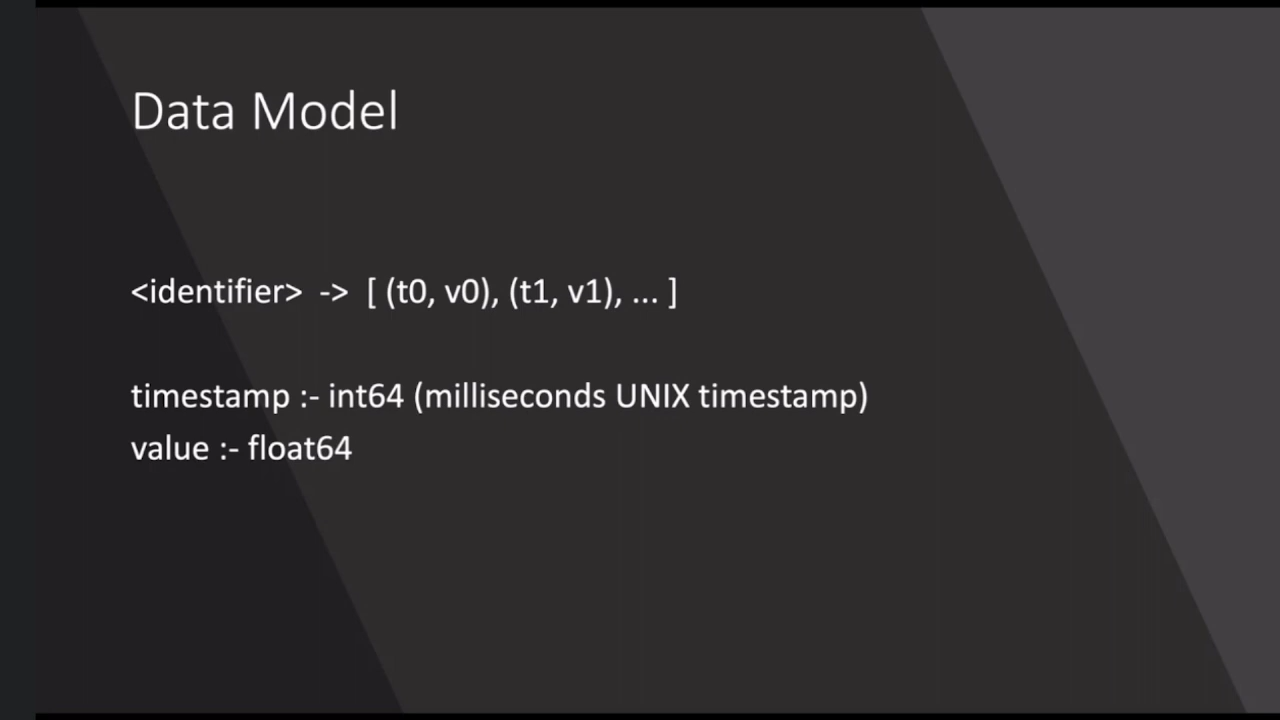 Data Model
<identifier> -> [ (t0, v0), (t1, v1), ... ]
timestamp :- int64 (milliseconds UNIX timestamp)
value :- float64